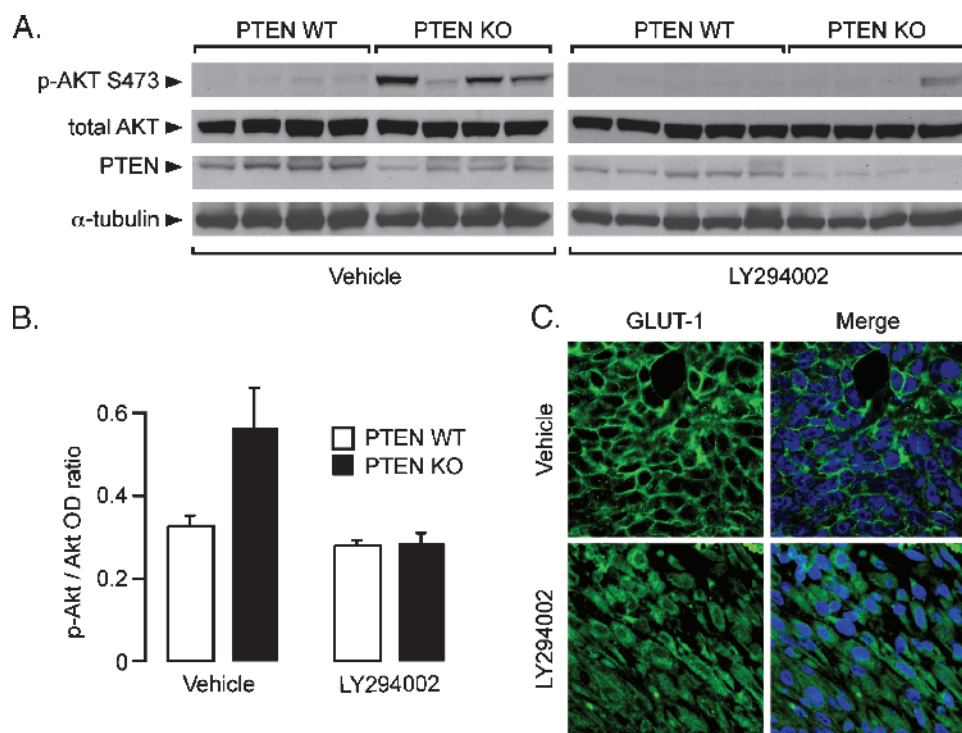 A.
PTEN WT
PTEN KO
PTEN WT
PTEN KO
p-AKT S473
total AKT
PTEN
α-tubulin
Vehicle
LY294002
B.
p-Akt / Akt OD ratio
0.6
0.4
0.2
0
PTEN WT
PTEN KO
Vehicle
LY294002
C.
GLUT-1
Merge
Vehicle
LY294002